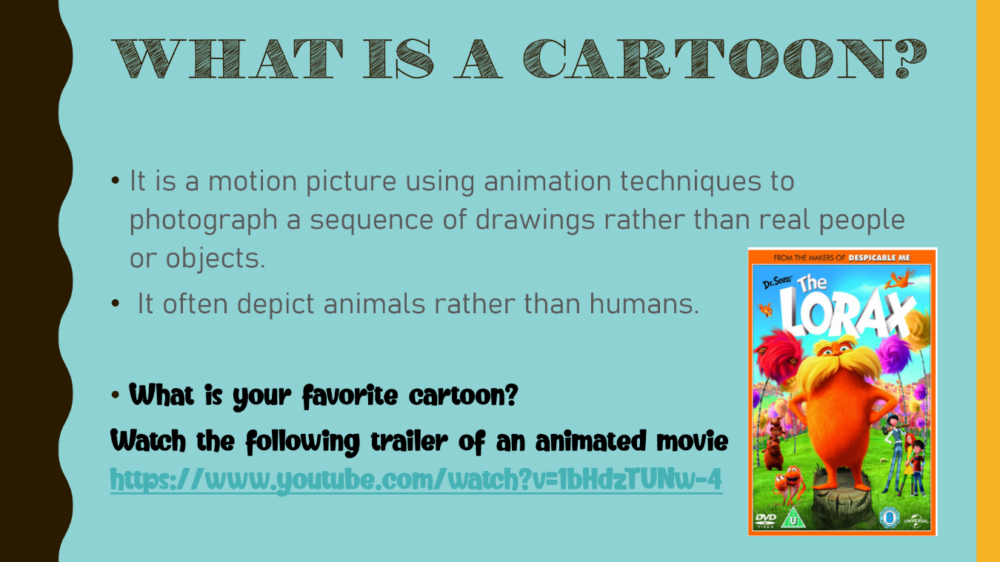 WHAT IS A CARTOON?
• It is a motion picture using animation techniques to
photograph a sequence of drawings rather than real people
or objects.
• It often depict animals rather than humans.
• What is your favorite cartoon?
Watch the following trailer of an animated movie
https://www.youtube.com/watch?v=1bHdzTUNw-4
FROM THE MAKERS OF DESPICABLE ME
Dr. Seuss' The
LORAX
DVD
VIDEO
U
UNIVERSAL